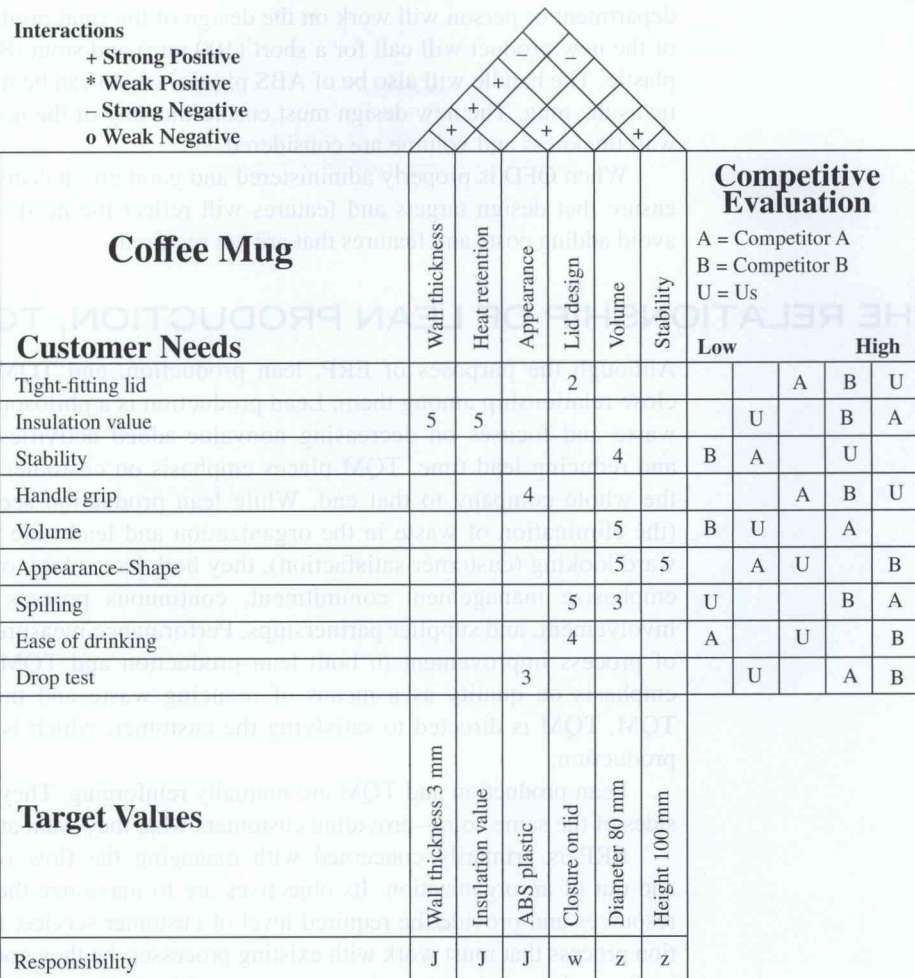 Interactions
+ Strong Positive
* Weak Positive
– Strong Negative
o Weak Negative
– –
+
+
+ + +
Coffee Mug
Customer Needs
Wall thickness
Heat retention
Appearance
Lid design
Volume
Stability
Competitive
Evaluation
A = Competitor A
B = Competitor B
U = Us
Low High
Tight-fitting lid 2 A B U
Insulation value 5 5 U B A
Stability 4 B A U
Handle grip 4 A B U
Volume 5 B U A
Appearance–Shape 5 5 A U B
Spilling 5 3 U B A
Ease of drinking 4 A U B
Drop test 3 U A B
Target Values
Wall thickness 3 mm
Insulation value
ABS plastic
Closure on lid
Diameter 80 mm
Height 100 mm
Responsibility J J J w z z